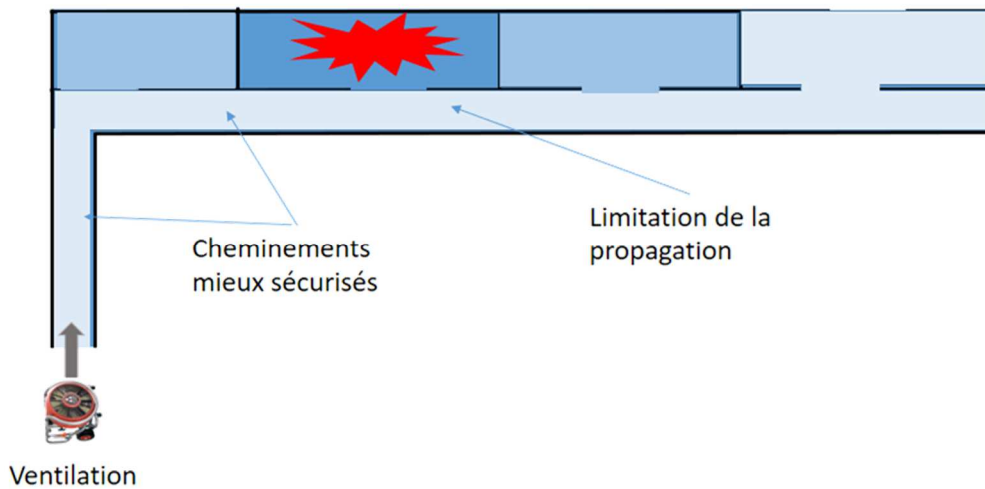 Cheminements
mieux sécurisés
Limitation de la
propagation
Ventilation